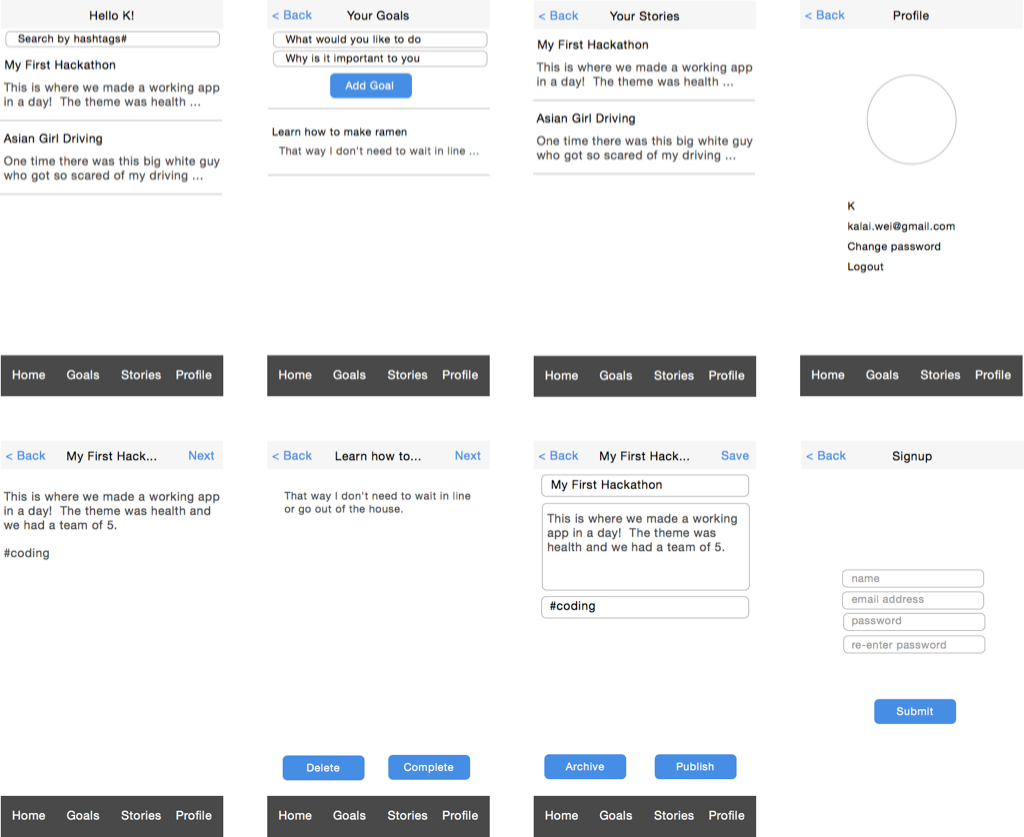 Hello K!
Search by hashtags#
My First Hackathon
This is where we made a working app
in a day!  The theme was health ...
Asian Girl Driving
One time there was this big white guy
who got so scared of my driving ...
Home Goals Stories Profile
< Back Your Goals
What would you like to do
Why is it important to you
Add Goal
Learn how to make ramen
That way I don't need to wait in line ...
Home Goals Stories Profile
< Back Your Stories
My First Hackathon
This is where we made a working app
in a day!  The theme was health ...
Asian Girl Driving
One time there was this big white guy
who got so scared of my driving ...
Home Goals Stories Profile
< Back Profile
K
kalai.wei@gmail.com
Change password
Logout
Home Goals Stories Profile
< Back My First Hack... Next
This is where we made a working app
in a day!  The theme was health and
we had a team of 5.
#coding
Home Goals Stories Profile
< Back Learn how to... Next
That way I don't need to wait in line
or go out of the house.
Delete Complete
Home Goals Stories Profile
< Back My First Hack... Save
My First Hackathon
This is where we made a working
app in a day!  The theme was
health and we had a team of 5.
#coding
Archive Publish
Home Goals Stories Profile
< Back Signup
name
email address
password
re-enter password
Submit